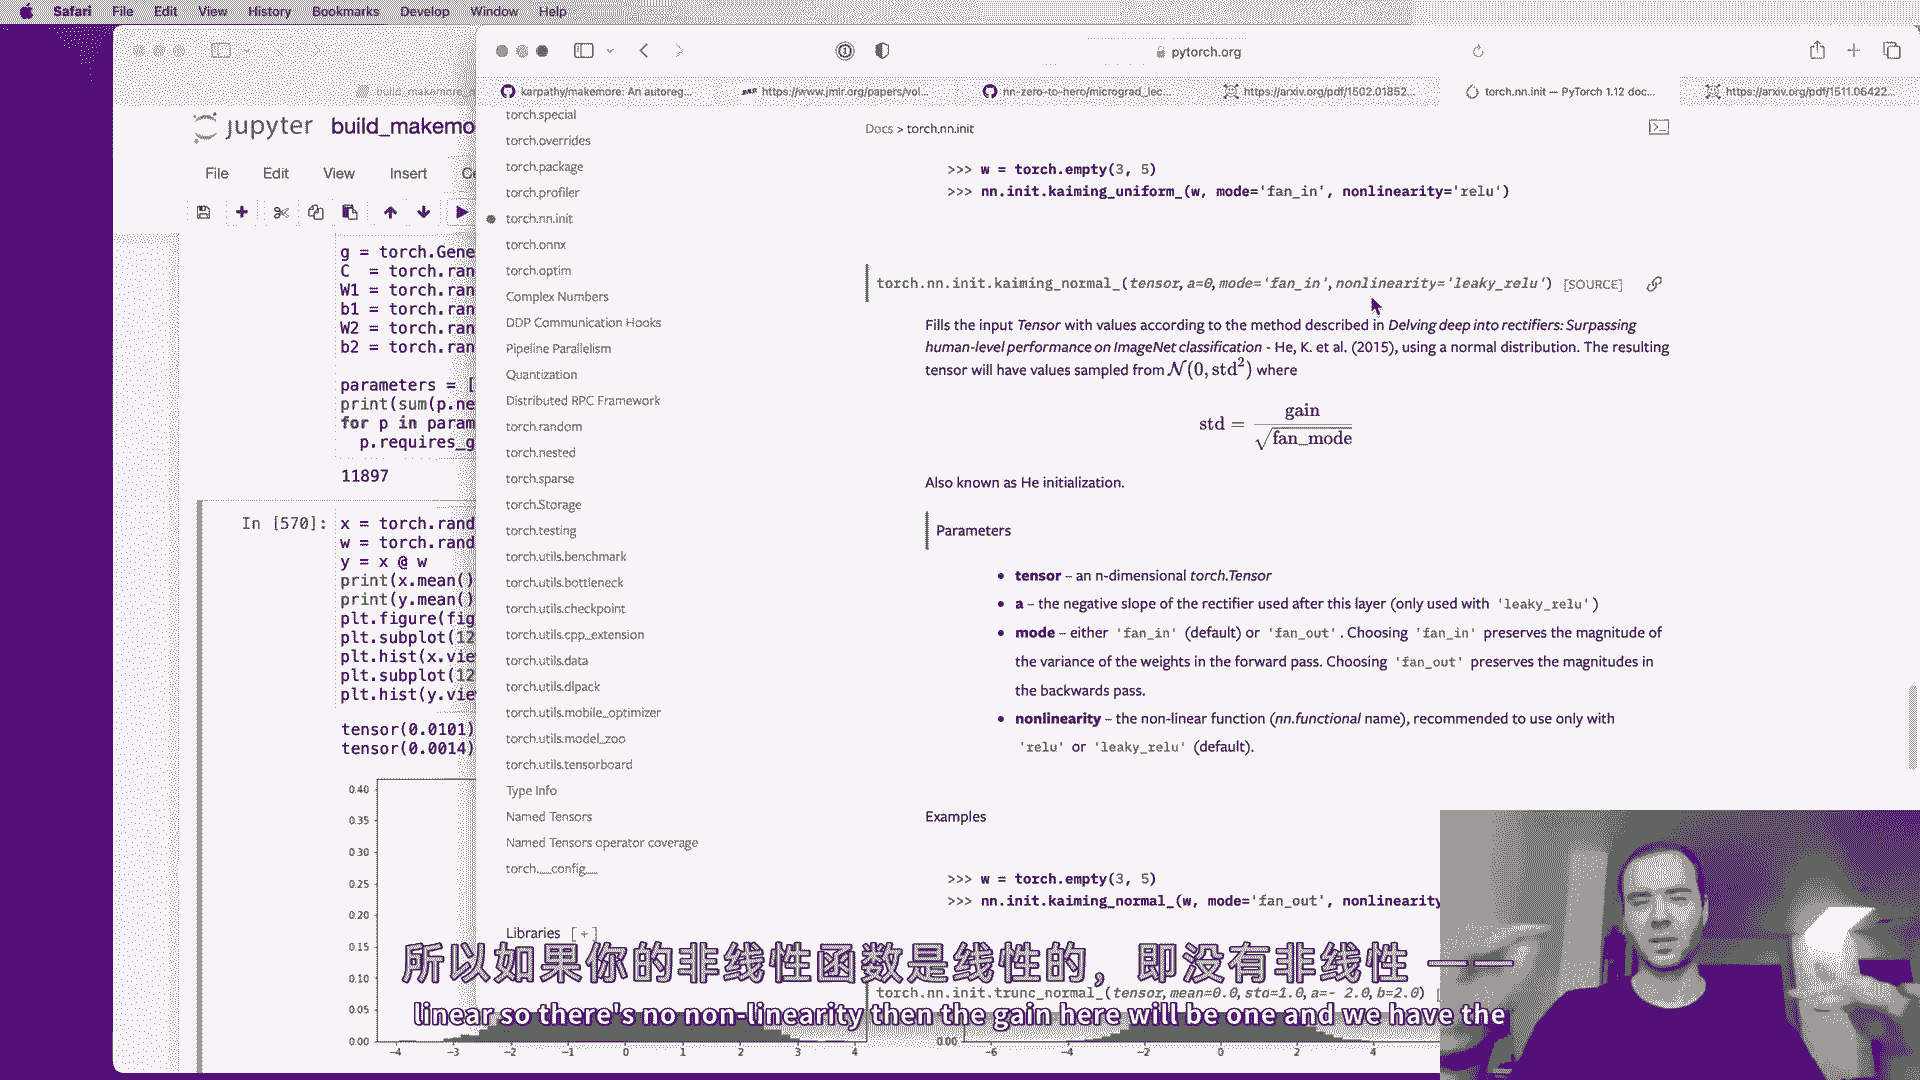 Safari File Edit View History Bookmarks Develop Window Help
pytorch.org
build_makemore_
karpathy/makemore: An autoreg...
https://www.jmlr.org/papers/vol...
nn-zero-to-hero/micrograd_lec...
https://arxiv.org/pdf/1502.01852...
torch.nn.init — PyTorch 1.12 doc...
https://arxiv.org/pdf/1511.06422...
jupyter build_makemo
File Edit View Insert
g = torch.Gene
C = torch.ran
W1 = torch.ran
b1 = torch.ran
W2 = torch.ran
b2 = torch.ran
parameters = [
print(sum(p.ne
for p in param
p.requires_g
11897
In [570]: x = torch.rand
w = torch.rand
y = x @ w
print(x.mean()
print(y.mean()
plt.figure(fig
plt.subplot(12
plt.hist(x.vie
plt.subplot(12
plt.hist(y.vie
tensor(0.0101)
tensor(0.0014)
0.40
0.35
0.30
0.25
0.20
0.15
0.10
0.05
0.00
−4 −3 −2 −1 0 1 2 3 4
0.00
−6 −4 −2 0 2 4
torch.special
torch.overrides
torch.package
torch.profiler
torch.nn.init
torch.onnx
torch.optim
Complex Numbers
DDP Communication Hooks
Pipeline Parallelism
Quantization
Distributed RPC Framework
torch.random
torch.nested
torch.sparse
torch.Storage
torch.testing
torch.utils.benchmark
torch.utils.bottleneck
torch.utils.checkpoint
torch.utils.cpp_extension
torch.utils.data
torch.utils.dlpack
torch.utils.mobile_optimizer
torch.utils.model_zoo
torch.utils.tensorboard
Type Info
Named Tensors
Named Tensors operator coverage
torch.__config__
Libraries [ + ]
Docs > torch.nn.init
>>> w = torch.empty(3, 5)
>>> nn.init.kaiming_uniform_(w, mode='fan_in', nonlinearity='relu')
torch.nn.init.kaiming_normal_(tensor, a=0, mode='fan_in', nonlinearity='leaky_relu') [SOURCE]
Fills the input Tensor with values according to the method described in Delving deep into rectifiers: Surpassing
human-level performance on ImageNet classification - He, K. et al. (2015), using a normal distribution. The resulting
tensor will have values sampled from N(0, std²) where
std = gain / √fan_mode
Also known as He initialization.
Parameters
• tensor – an n-dimensional torch.Tensor
• a – the negative slope of the rectifier used after this layer (only used with 'leaky_relu')
• mode – either 'fan_in' (default) or 'fan_out'. Choosing 'fan_in' preserves the magnitude of
the variance of the weights in the forward pass. Choosing 'fan_out' preserves the magnitudes in
the backwards pass.
• nonlinearity – the non-linear function (nn.functional name), recommended to use only with
'relu' or 'leaky_relu' (default).
Examples
>>> w = torch.empty(3, 5)
>>> nn.init.kaiming_normal_(w, mode='fan_out', nonlinearity
torch.nn.init.trunc_normal_(tensor, mean=0.0, std=1.0, a=- 2.0, b=2.0)
所以如果你的非线性函数是线性的，即没有非线性——
linear so there's no non-linearity then the gain here will be one and we have the